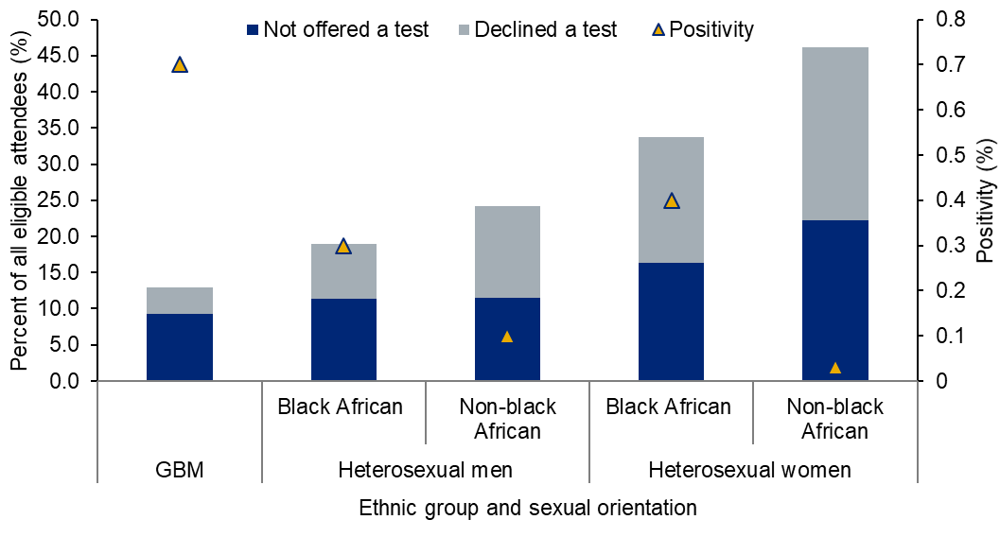 Not offered a test
Declined a test
Positivity
Percent of all eligible attendees (%)
50.0
45.0
40.0
35.0
30.0
25.0
20.0
15.0
10.0
5.0
0.0
0.8
0.7
0.6
0.5
0.4
0.3
0.2
0.1
0
Positivity (%)
Black African
Non-black
African
Black African
Non-black
African
GBM
Heterosexual men
Heterosexual women
Ethnic group and sexual orientation